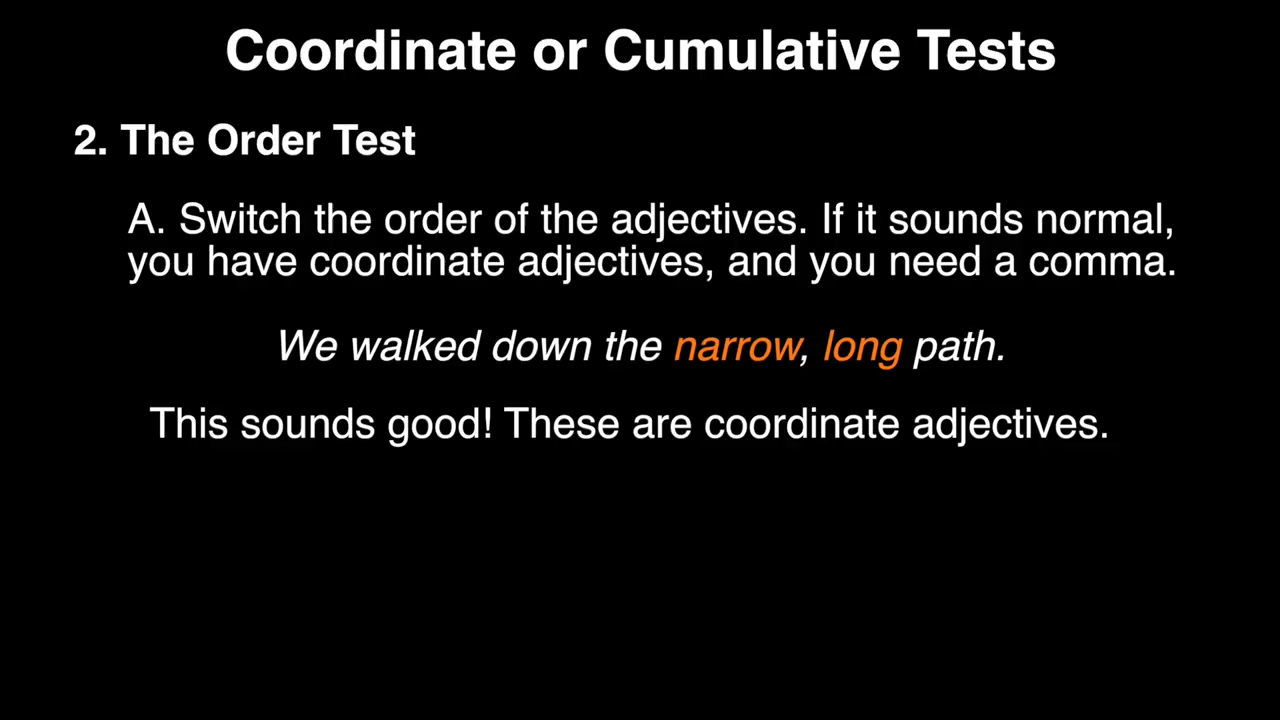 Coordinate or Cumulative Tests
2. The Order Test
A. Switch the order of the adjectives. If it sounds normal,
you have coordinate adjectives, and you need a comma.
We walked down the narrow, long path.
This sounds good! These are coordinate adjectives.